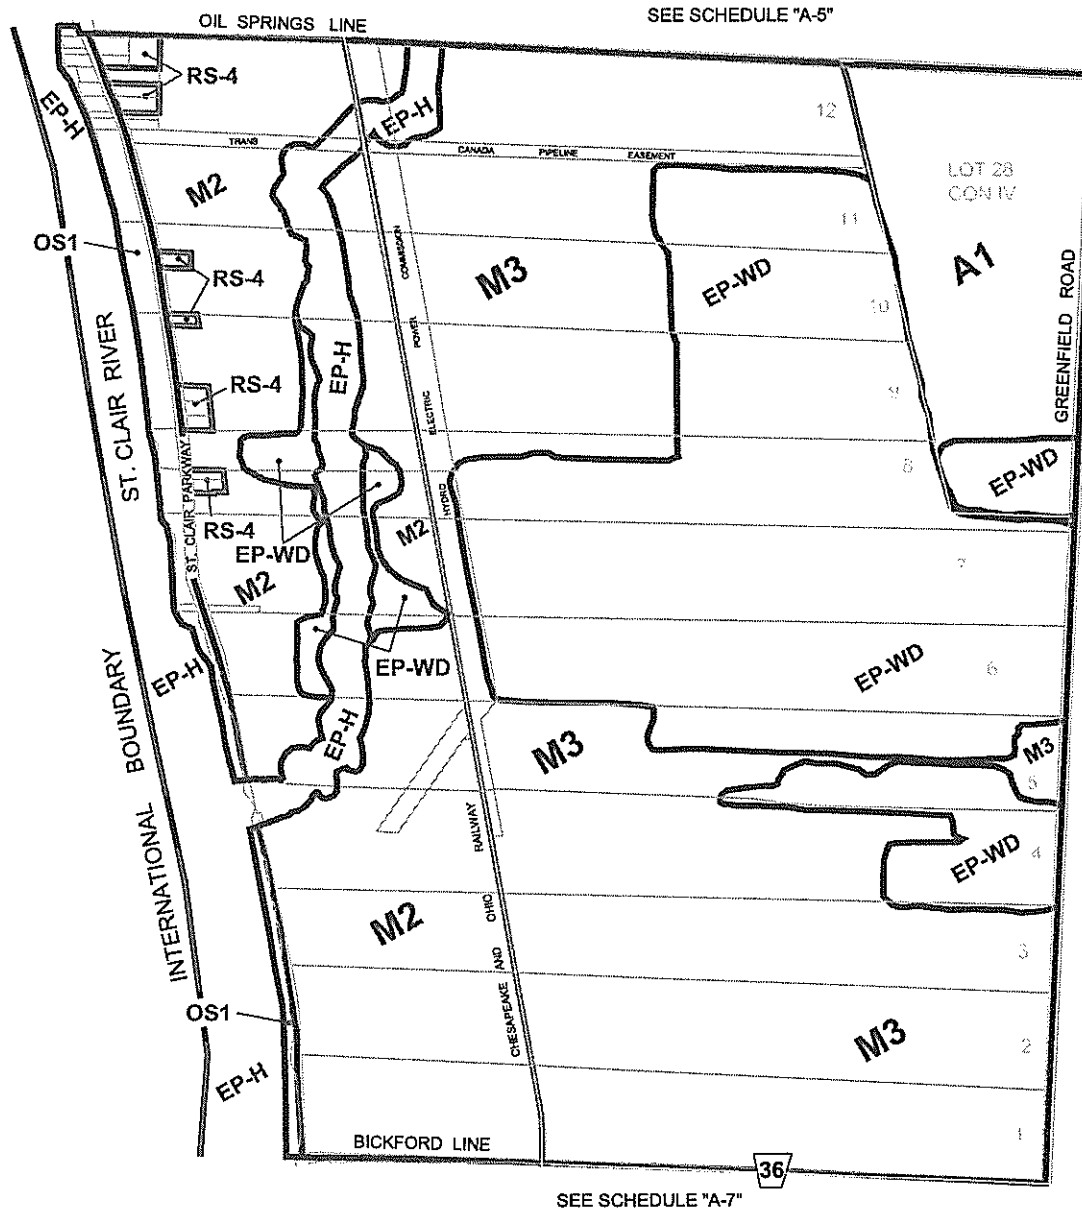 OIL SPRINGS LINE
SEE SCHEDULE "A-5"
RS-4
EP-H
EP-H
12
TRANS CANADA PIPELINE EASEMENT
LOT 28
CON IV
M2
11
OS1
RS-4
M3
EP-WD
A1
GREENFIELD ROAD
10
ST. CLAIR RIVER
EP-H
RS-4
9
HYDRO ELECTRIC POWER COMMISSION
8
EP-WD
ST. CLAIR PARKWAY
RS-4
EP-WD
M2
M2
7
EP-WD
EP-WD
6
EP-H
EP-H
M3
M3
5
INTERNATIONAL BOUNDARY
EP-WD
4
M2
3
CHESAPEAKE AND OHIO RAILWAY
OS1
M3
2
EP-H
1
BICKFORD LINE
36
SEE SCHEDULE "A-7"